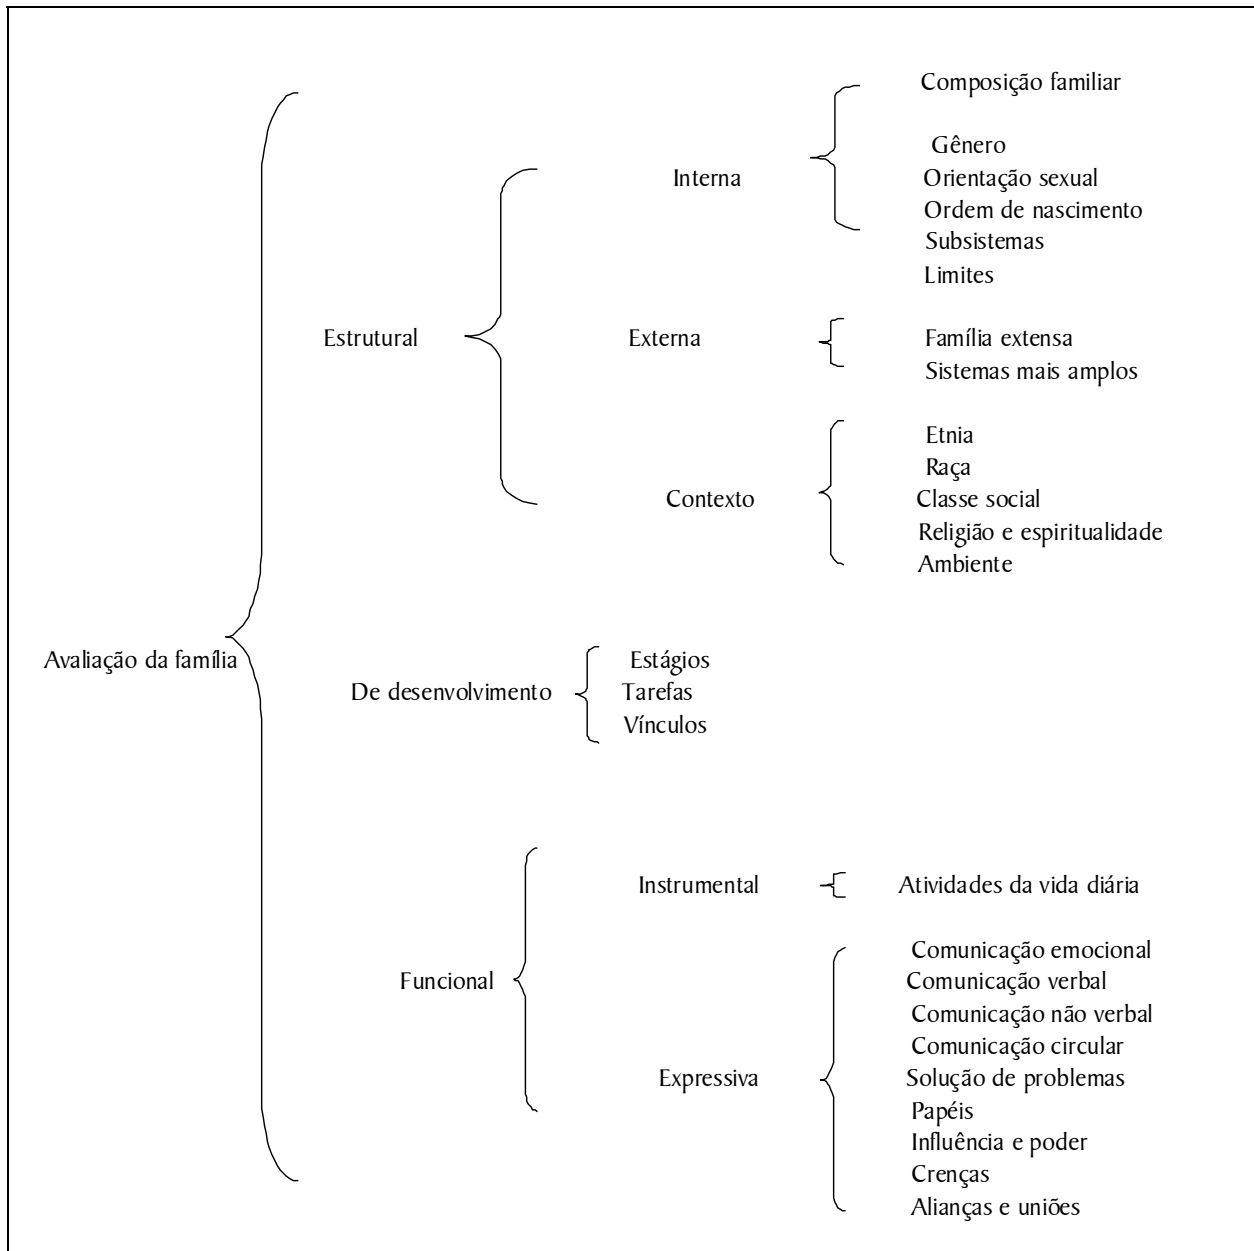 Composição familiar
Gênero
Interna
Orientação sexual
Ordem de nascimento
Subsistemas
Limites
Estrutural
Externa
Família extensa
Sistemas mais amplos
Etnia
Raça
Contexto
Classe social
Religião e espiritualidade
Ambiente
Avaliação da família
Estágios
De desenvolvimento
Tarefas
Vínculos
Instrumental
Atividades da vida diária
Comunicação emocional
Funcional
Comunicação verbal
Comunicação não verbal
Comunicação circular
Expressiva
Solução de problemas
Papéis
Influência e poder
Crenças
Alianças e uniões